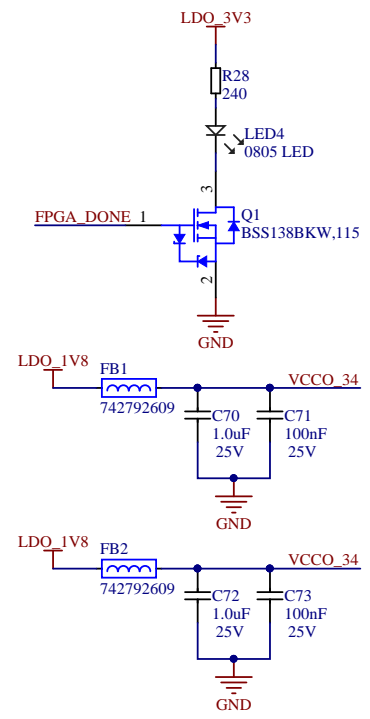 LDO_3V3
R28
240
LED4
0805 LED
3
Q1
FPGA_DONE 1
BSS138BKW,115
2
GND
LDO_1V8
FB1
VCCO_34
742792609
C70
C71
1.0uF
100nF
25V
25V
GND
LDO_1V8
FB2
VCCO_34
742792609
C72
C73
1.0uF
100nF
25V
25V
GND